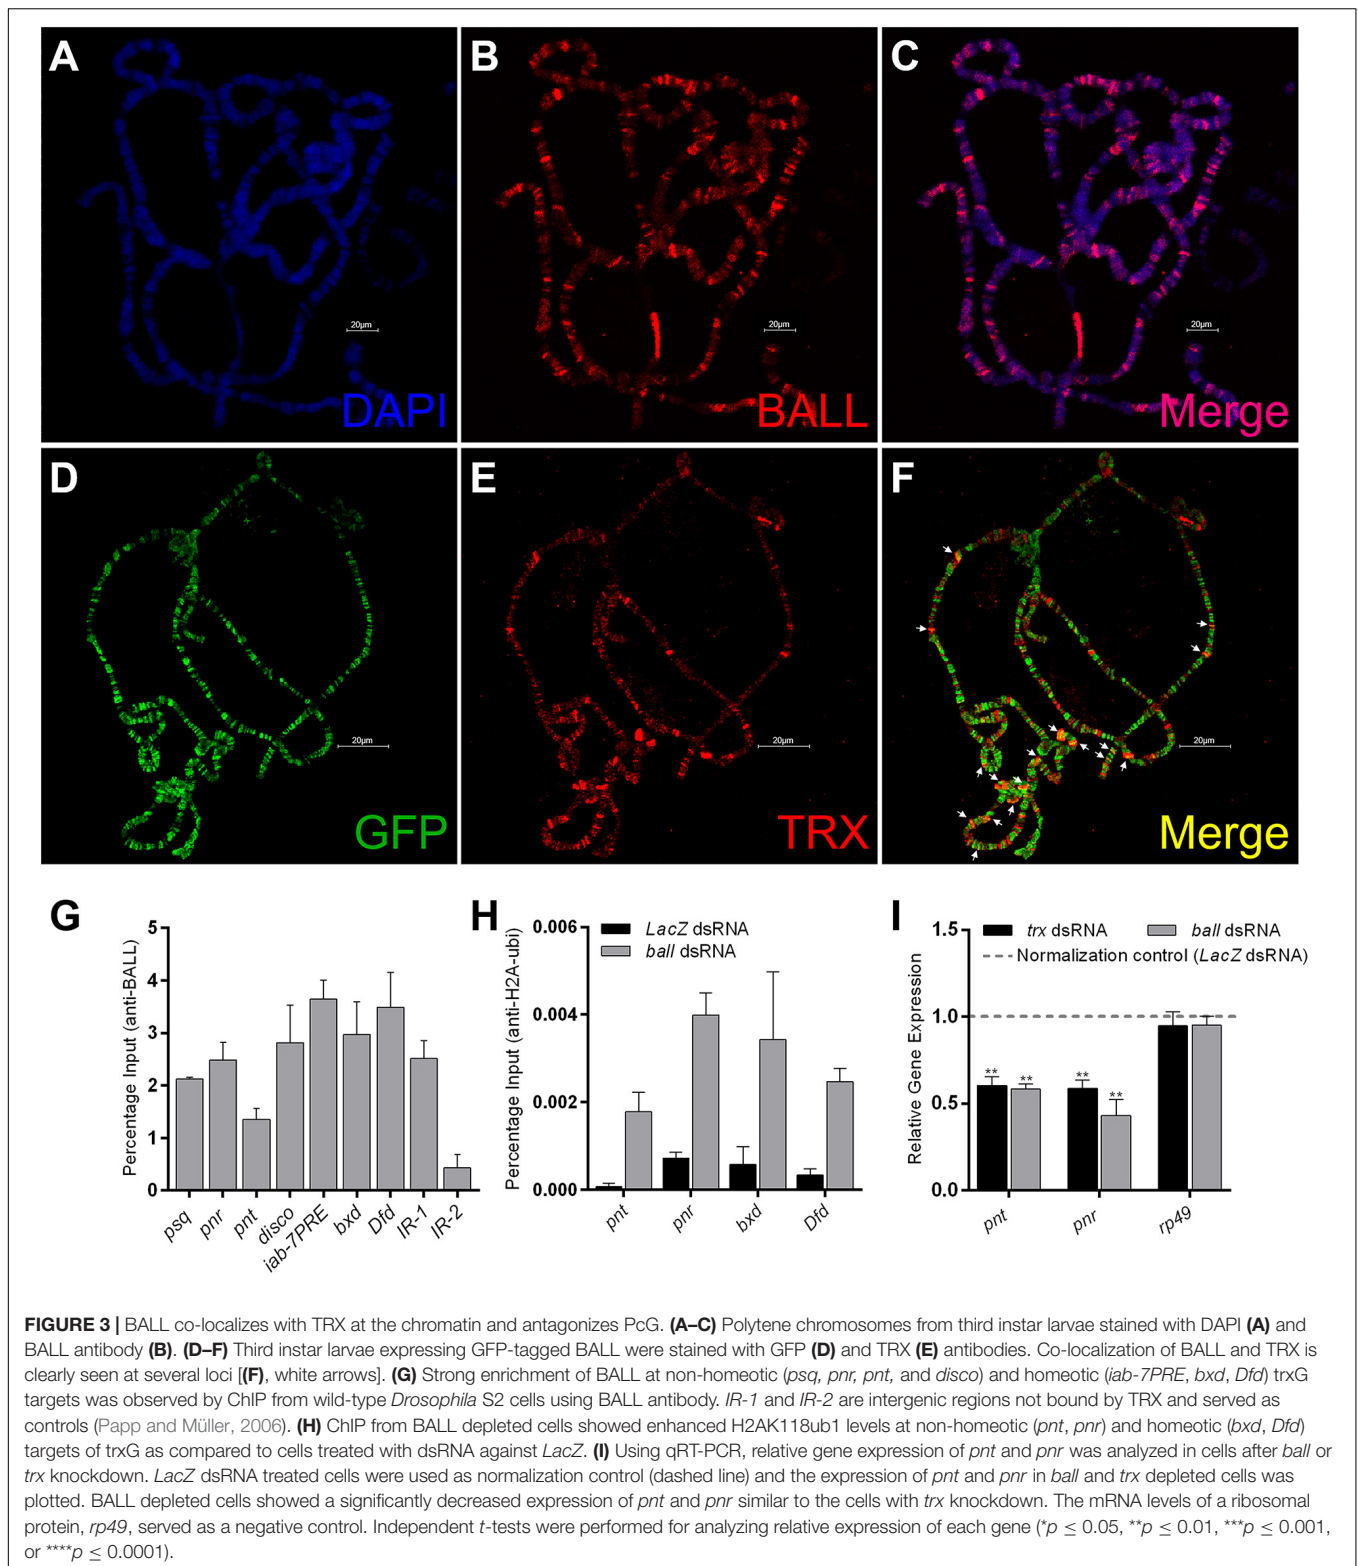 A
B
C
20µm
20µm
20µm
DAPI
BALL
Merge
D
E
F
20µm
20µm
20µm
GFP
TRX
Merge
G
Percentage Input (anti-BALL)
5
4
3
2
1
0
psq
pnr
pnt
disco
iab-7PRE
bxd
Dfd
IR-1
IR-2
H
Percentage Input (anti-H2A-ubi)
0.006
0.004
0.002
0.000
LacZ dsRNA
ball dsRNA
pnt
pnr
bxd
Dfd
I
Relative Gene Expression
1.5
1.0
0.5
0.0
trx dsRNA
ball dsRNA
Normalization control (LacZ dsRNA)
**
**
**
**
pnt
pnr
rp49
FIGURE 3 | BALL co-localizes with TRX at the chromatin and antagonizes PcG. (A–C) Polytene chromosomes from third instar larvae stained with DAPI (A) and
BALL antibody (B). (D–F) Third instar larvae expressing GFP-tagged BALL were stained with GFP (D) and TRX (E) antibodies. Co-localization of BALL and TRX is
clearly seen at several loci [(F), white arrows]. (G) Strong enrichment of BALL at non-homeotic (psq, pnr, pnt, and disco) and homeotic (iab-7PRE, bxd, Dfd) trxG
targets was observed by ChIP from wild-type Drosophila S2 cells using BALL antibody. IR-1 and IR-2 are intergenic regions not bound by TRX and served as
controls (Papp and Müller, 2006). (H) ChIP from BALL depleted cells showed enhanced H2AK118ub1 levels at non-homeotic (pnt, pnr) and homeotic (bxd, Dfd)
targets of trxG as compared to cells treated with dsRNA against LacZ. (I) Using qRT-PCR, relative gene expression of pnt and pnr was analyzed in cells after ball or
trx knockdown. LacZ dsRNA treated cells were used as normalization control (dashed line) and the expression of pnt and pnr in ball and trx depleted cells was
plotted. BALL depleted cells showed a significantly decreased expression of pnt and pnr similar to the cells with trx knockdown. The mRNA levels of a ribosomal
protein, rp49, served as a negative control. Independent t-tests were performed for analyzing relative expression of each gene (*p ≤ 0.05, **p ≤ 0.01, ***p ≤ 0.001,
or ****p ≤ 0.0001).